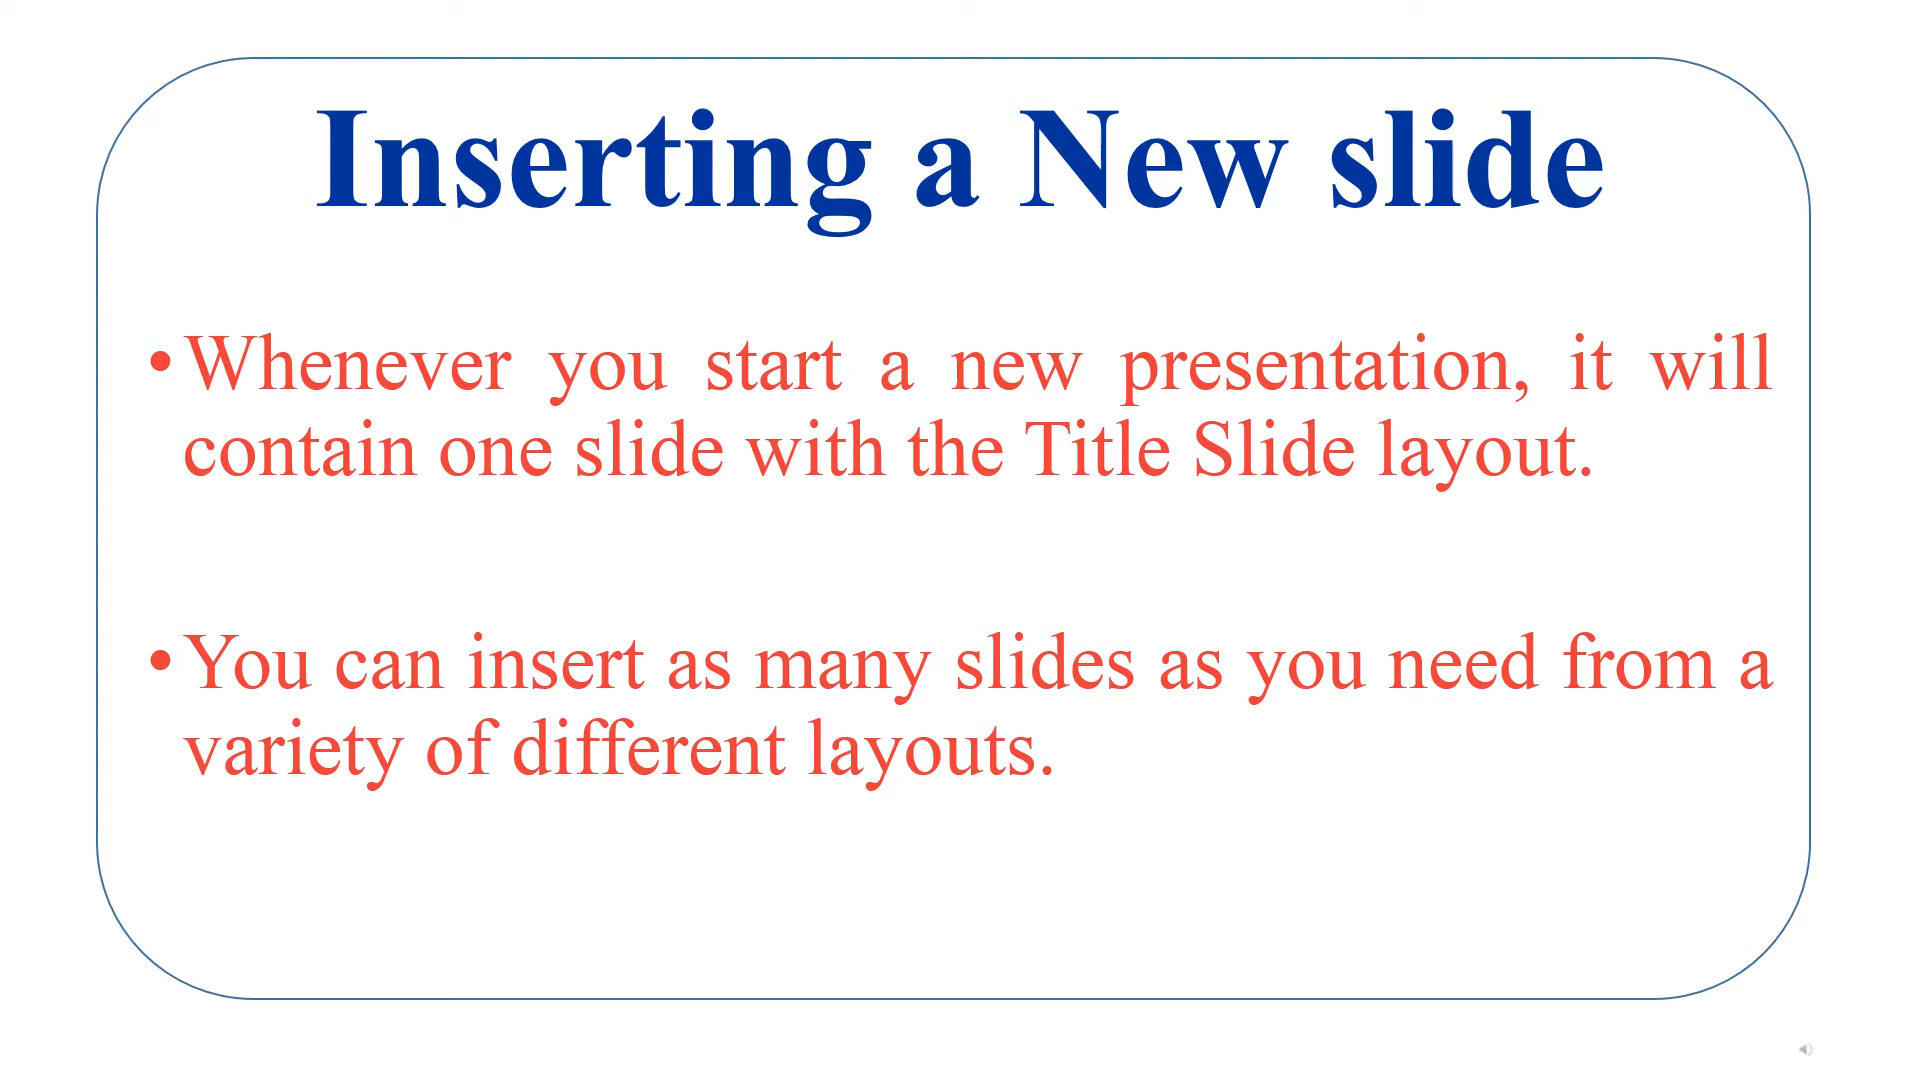 Inserting a New slide
• Whenever you start a new presentation, it will
contain one slide with the Title Slide layout.
• You can insert as many slides as you need from a
variety of different layouts.